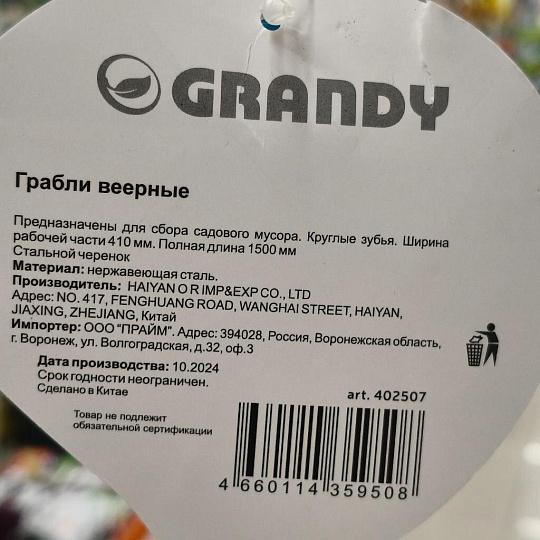 GRANDY
Грабли веерные
Предназначены для сбора садового мусора. Круглые зубья. Ширина
рабочей части 410 мм. Полная длина 1500 мм
Стальной черенок
Материал: нержавеющая сталь.
Производитель: HAIYAN O R IMP&EXP CO., LTD
Адрес: NO. 417, FENGHUANG ROAD, WANGHAI STREET, HAIYAN,
JIAXING, ZHEJIANG, Китай
Импортер: ООО "ПРАЙМ". Адрес: 394028, Россия, Воронежская область,
г. Воронеж, ул. Волгоградская, д.32, оф.3
Дата производства: 10.2024
Срок годности неограничен.
Сделано в Китае
art. 402507
Товар не подлежит
обязательной сертификации
4 660114 359508